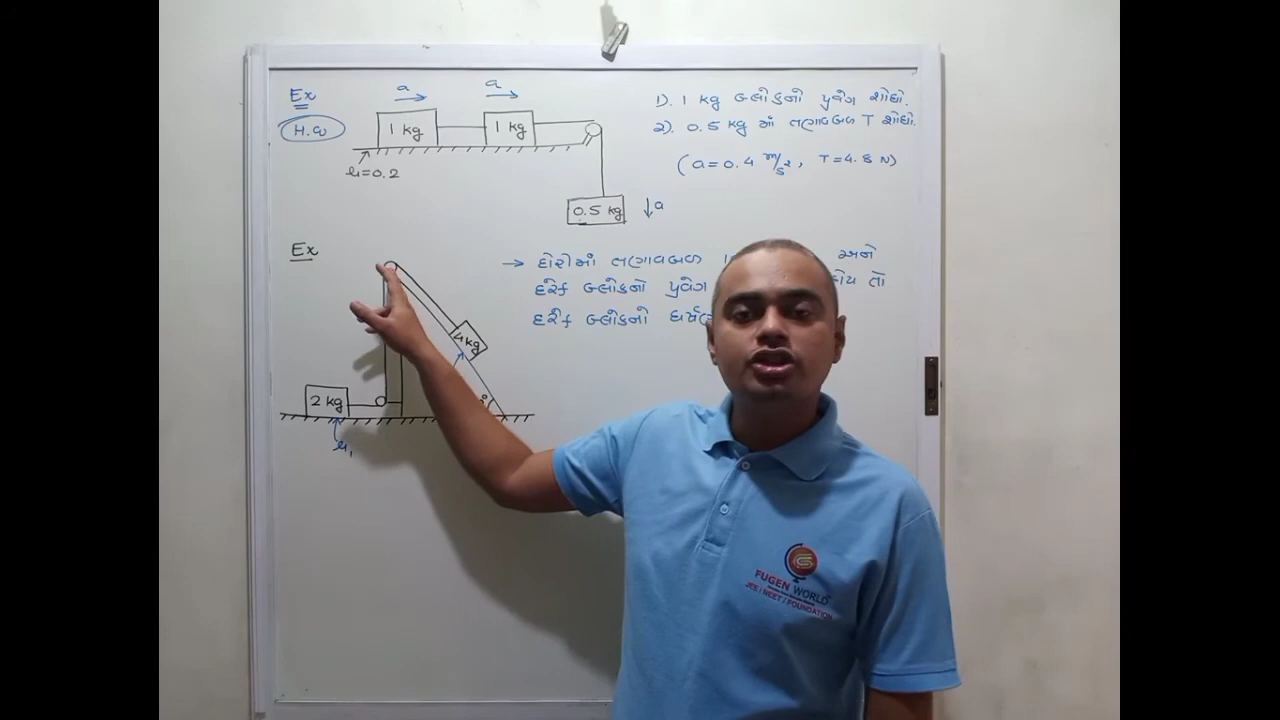 Ex
H.W
a
a
1 kg
1 kg
μ=0.2
0.5 kg
a
1). 1 kg બ્લોકનો પ્રવેગ શોધો.
2). 0.5 kg માં તણાવબળ T શોધો.
(a=0.4 m/s², T=4.8 N)
Ex
4kg
2 kg
μ₁
→ દોરીમાં તણાવબળ અને
દરેક બ્લોકનો પ્રવેગ હોય તો
દરેક બ્લોકનો
FUGEN WORLD
JEE / NEET / FOUNDATION